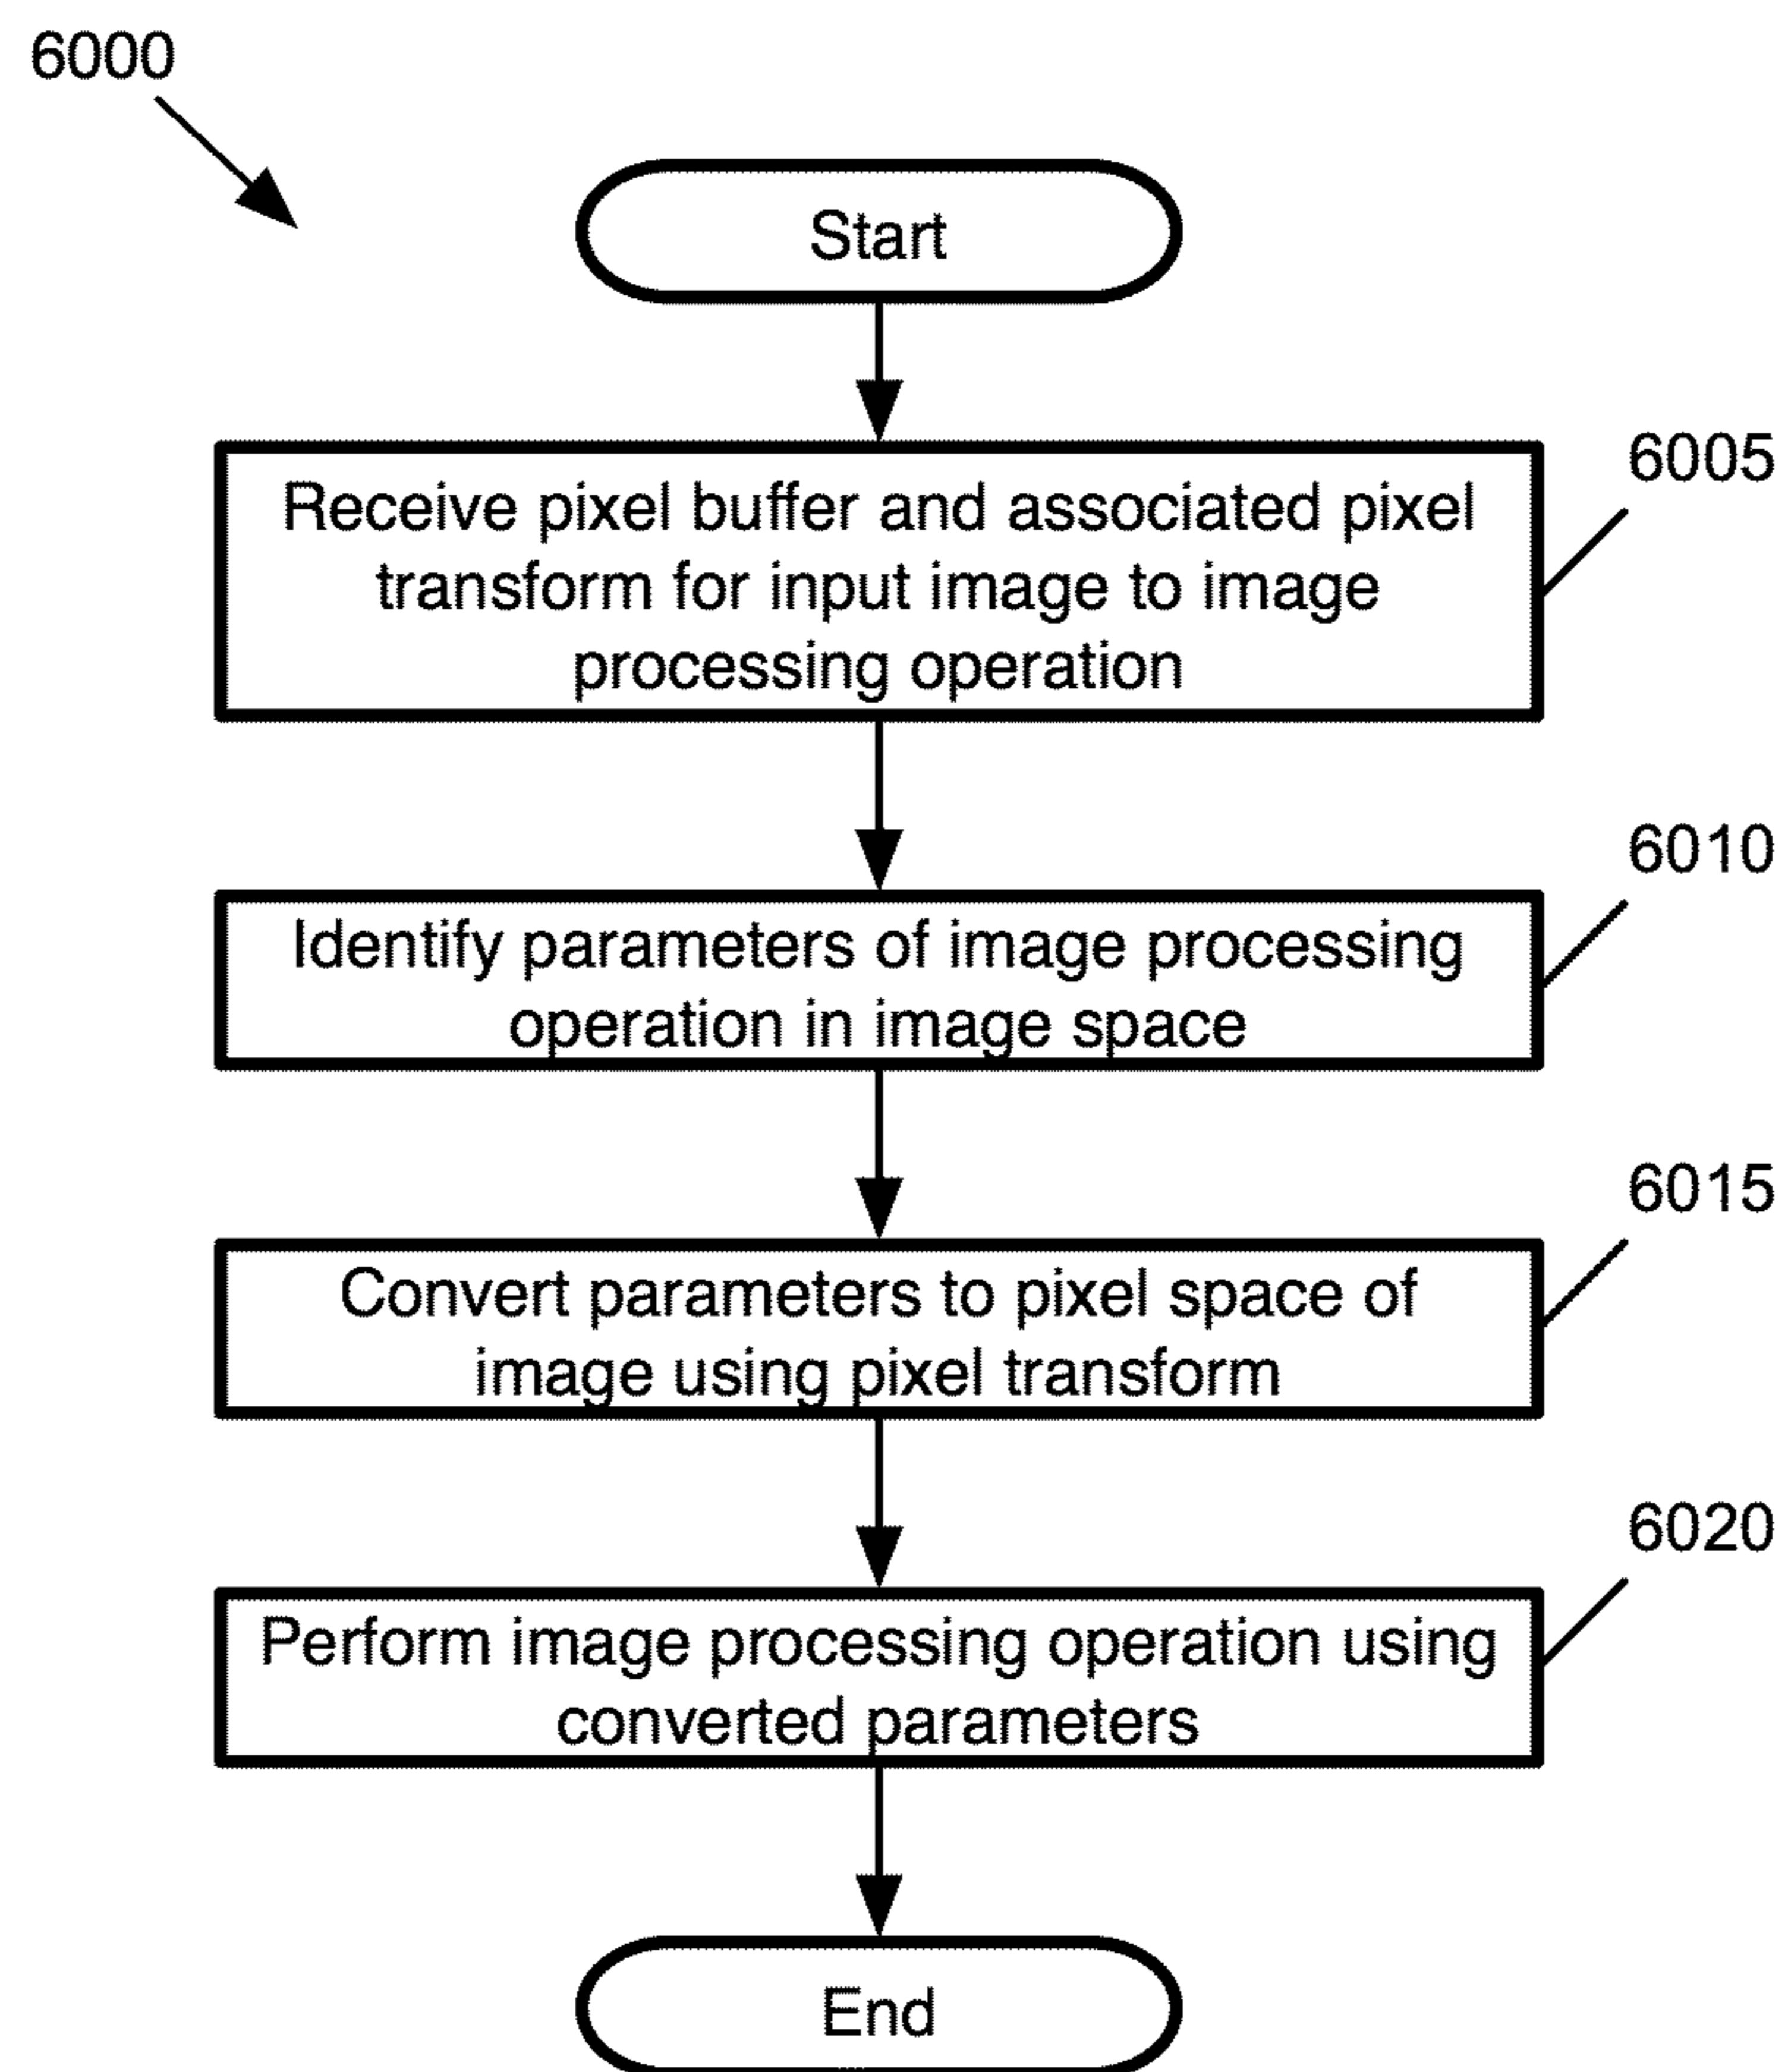 6000
Start
6005
Receive pixel buffer and associated pixel
transform for input image to image
processing operation
6010
Identify parameters of image processing
operation in image space
6015
Convert parameters to pixel space of
image using pixel transform
6020
Perform image processing operation using
converted parameters
End